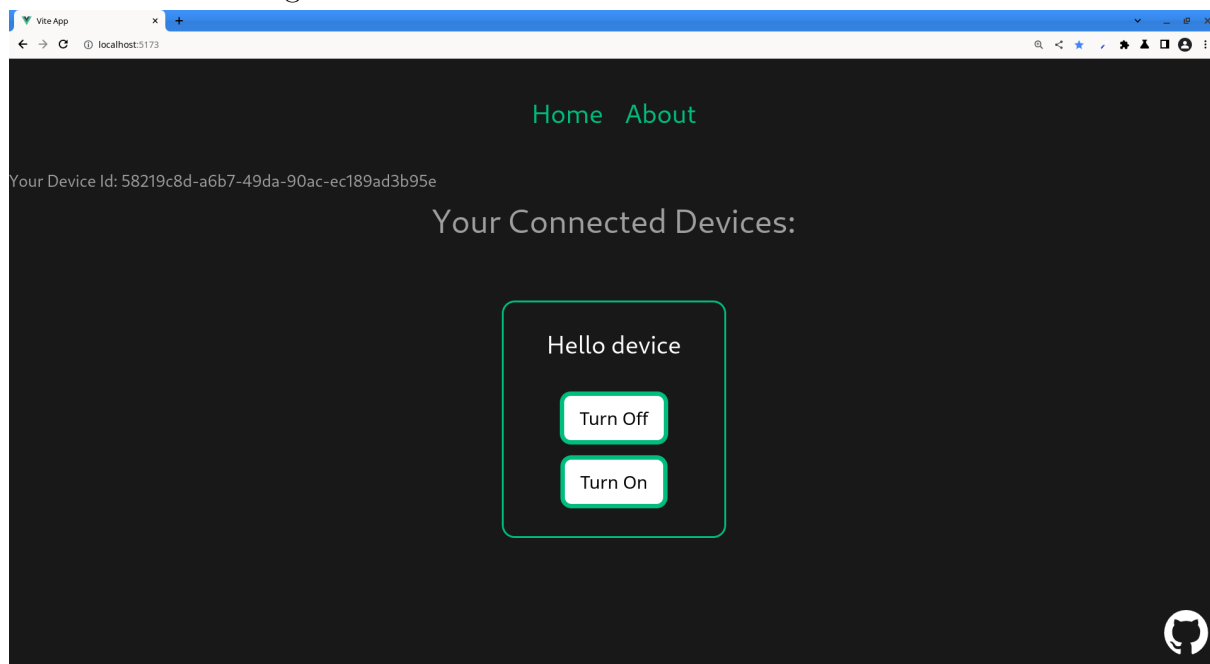 Vite App
localhost:5173
Home About
Your Device Id: 58219c8d-a6b7-49da-90ac-ec189ad3b95e
Your Connected Devices:
Hello device
Turn Off
Turn On